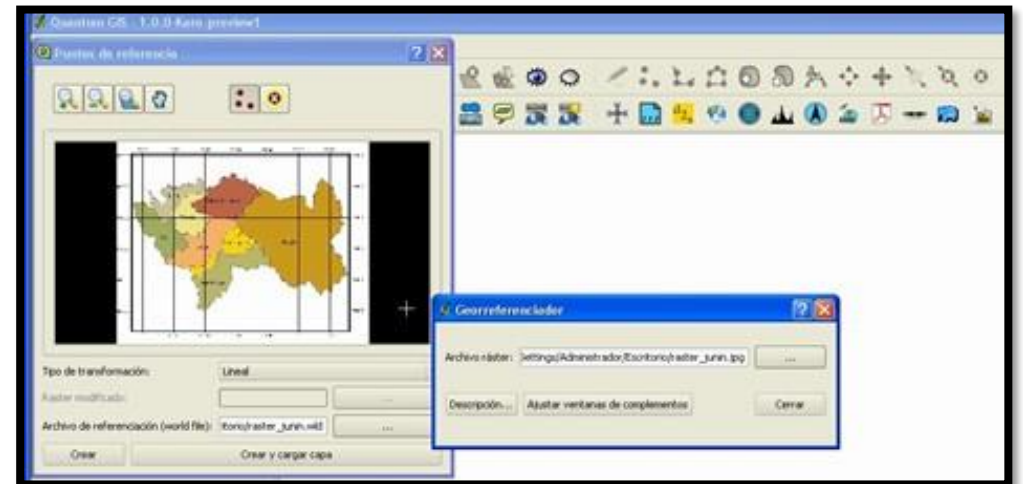 Quantum GIS - 1.0.0-Kore preview1
Puntos de referencia
Tipo de transformación:
Lineal
Raster modificado:
...
Archivo de referenciación (world file):
itorio/raster_junin.wld
...
Crear
Crear y cargar capa
Georreferenciador
Archivo ráster:
ettings/Administrador/Escritorio/raster_junin.jpg
...
Descripción...
Ajustar ventanas de complementos
Cerrar